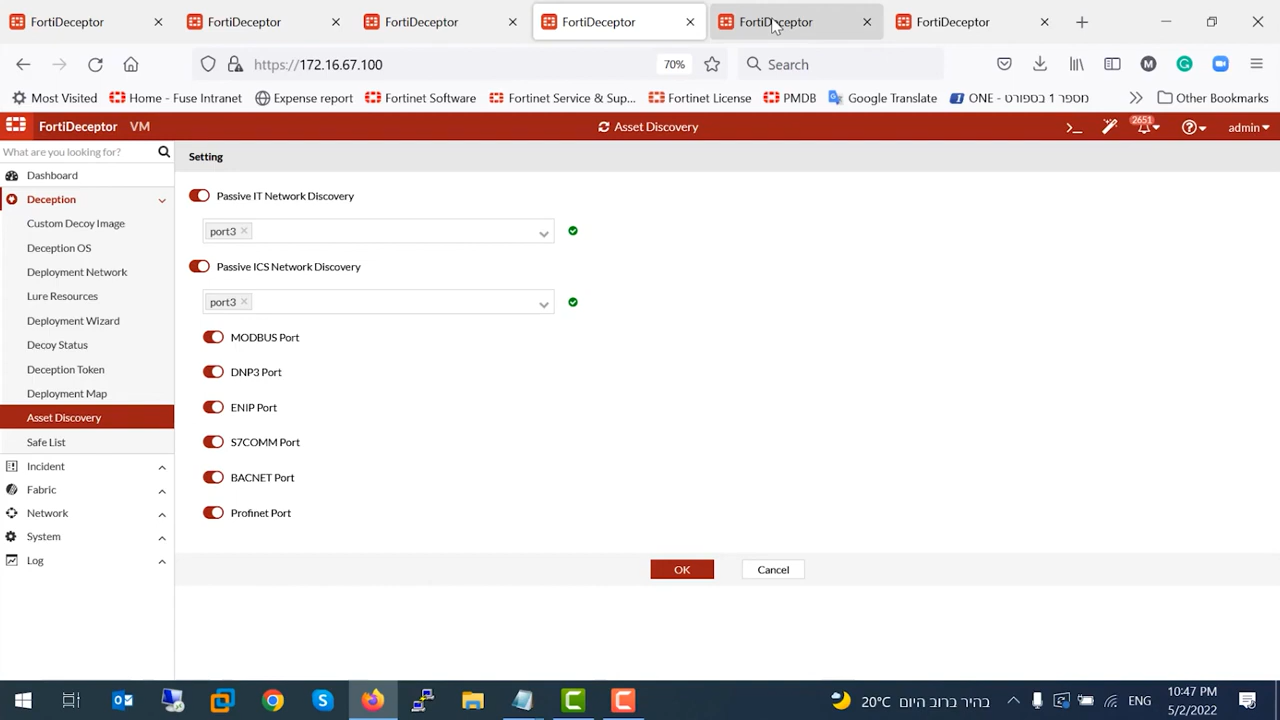 FortiDeceptor
FortiDeceptor
FortiDeceptor
FortiDeceptor
FortiDeceptor
FortiDeceptor
https://172.16.67.100
70%
Search
M
Most Visited
Home - Fuse Intranet
Expense report
Fortinet Software
Fortinet Service & Sup...
Fortinet License
PMDB
Google Translate
ONE - מספר 1 בספורט
Other Bookmarks
FortiDeceptor VM
Asset Discovery
2651
admin
What are you looking for?
Setting
Dashboard
Deception
Custom Decoy Image
Deception OS
Deployment Network
Lure Resources
Deployment Wizard
Decoy Status
Deception Token
Deployment Map
Asset Discovery
Safe List
Incident
Fabric
Network
System
Log
Passive IT Network Discovery
port3
Passive ICS Network Discovery
port3
MODBUS Port
DNP3 Port
ENIP Port
S7COMM Port
BACNET Port
Profinet Port
OK
Cancel
20°C בהיר ברוב היום
ENG
10:47 PM
5/2/2022